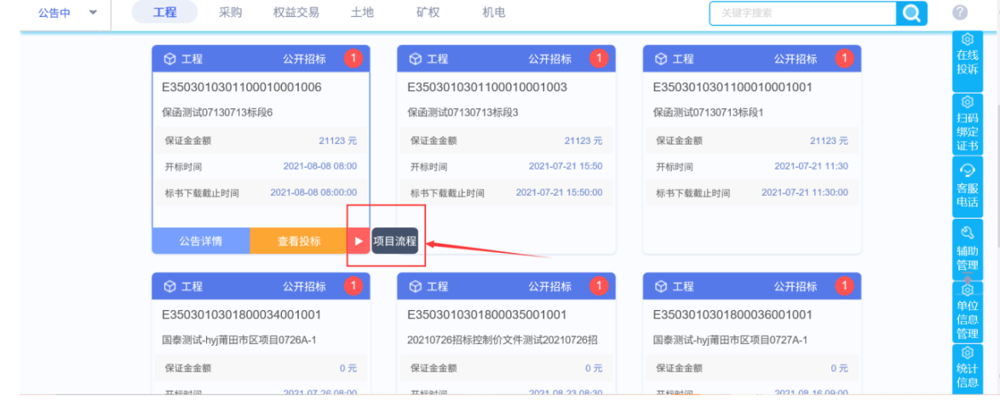 公告中 工程 采购 权益交易 土地 矿权 机电 关键字搜索 ?
工程 公开招标 1
E3503010301100010001006
保函测试07130713标段6
保证金金额 21123 元
开标时间 2021-08-08 08:00
标书下载截止时间 2021-08-08 08:00:00
公告详情 查看投标 项目流程
工程 公开招标 1
E3503010301100010001003
保函测试07130713标段3
保证金金额 21123 元
开标时间 2021-07-21 15:50
标书下载截止时间 2021-07-21 15:50:00
工程 公开招标 1
E3503010301100010001001
保函测试07130713标段1
保证金金额 21123 元
开标时间 2021-07-21 11:30
标书下载截止时间 2021-07-21 11:30:00
工程 公开招标 1
E3503010301800034001001
国泰测试-hyj莆田市区项目0726A-1
保证金金额 0 元
开标时间 2021-07-26 08:00
工程 公开招标 1
E3503010301800035001001
20210726招标控制价文件测试20210726招
保证金金额 0 元
开标时间 2021-08-23 08:30
工程 公开招标 1
E3503010301800036001001
国泰测试-hyj莆田市区项目0727A-1
保证金金额 0 元
开标时间 2021-08-16 09:00
在线
投诉
扫码
绑定
证书
客服
电话
辅助
管理
单位
信息
管理
统计
信息